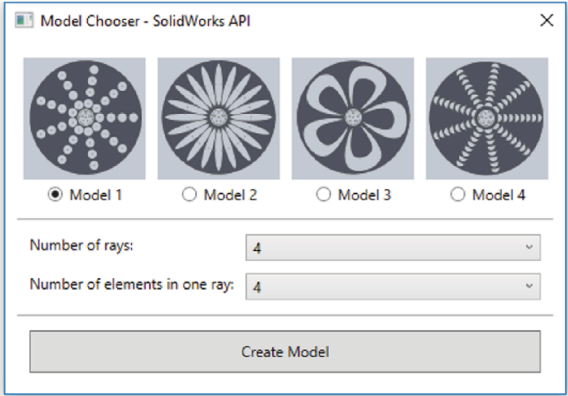 Model Chooser - SolidWorks API
Model 1 Model 2 Model 3 Model 4
Number of rays: 4
Number of elements in one ray: 4
Create Model